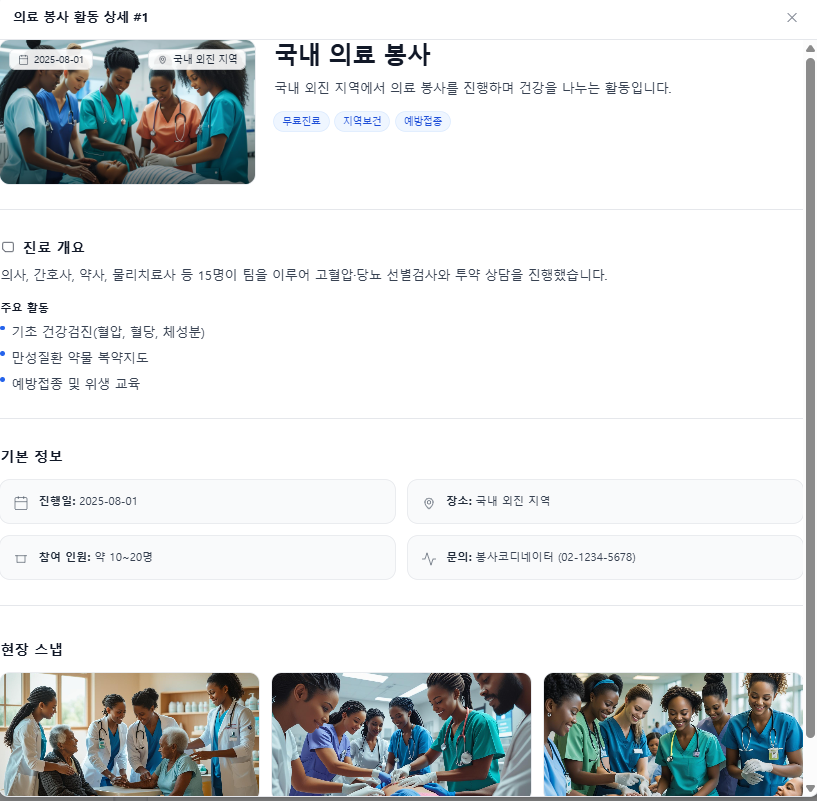 의료 봉사 활동 상세 #1
2025-08-01
국내 외진 지역
국내 의료 봉사
국내 외진 지역에서 의료 봉사를 진행하며 건강을 나누는 활동입니다.
무료진료 지역보건 예방접종
진료 개요
의사, 간호사, 약사, 물리치료사 등 15명이 팀을 이루어 고혈압·당뇨 선별검사와 투약 상담을 진행했습니다.
주요 활동
기초 건강검진(혈압, 혈당, 체성분)
만성질환 약물 복약지도
예방접종 및 위생 교육
기본 정보
진행일: 2025-08-01
장소: 국내 외진 지역
참여 인원: 약 10~20명
문의: 봉사코디네이터 (02-1234-5678)
현장 스냅